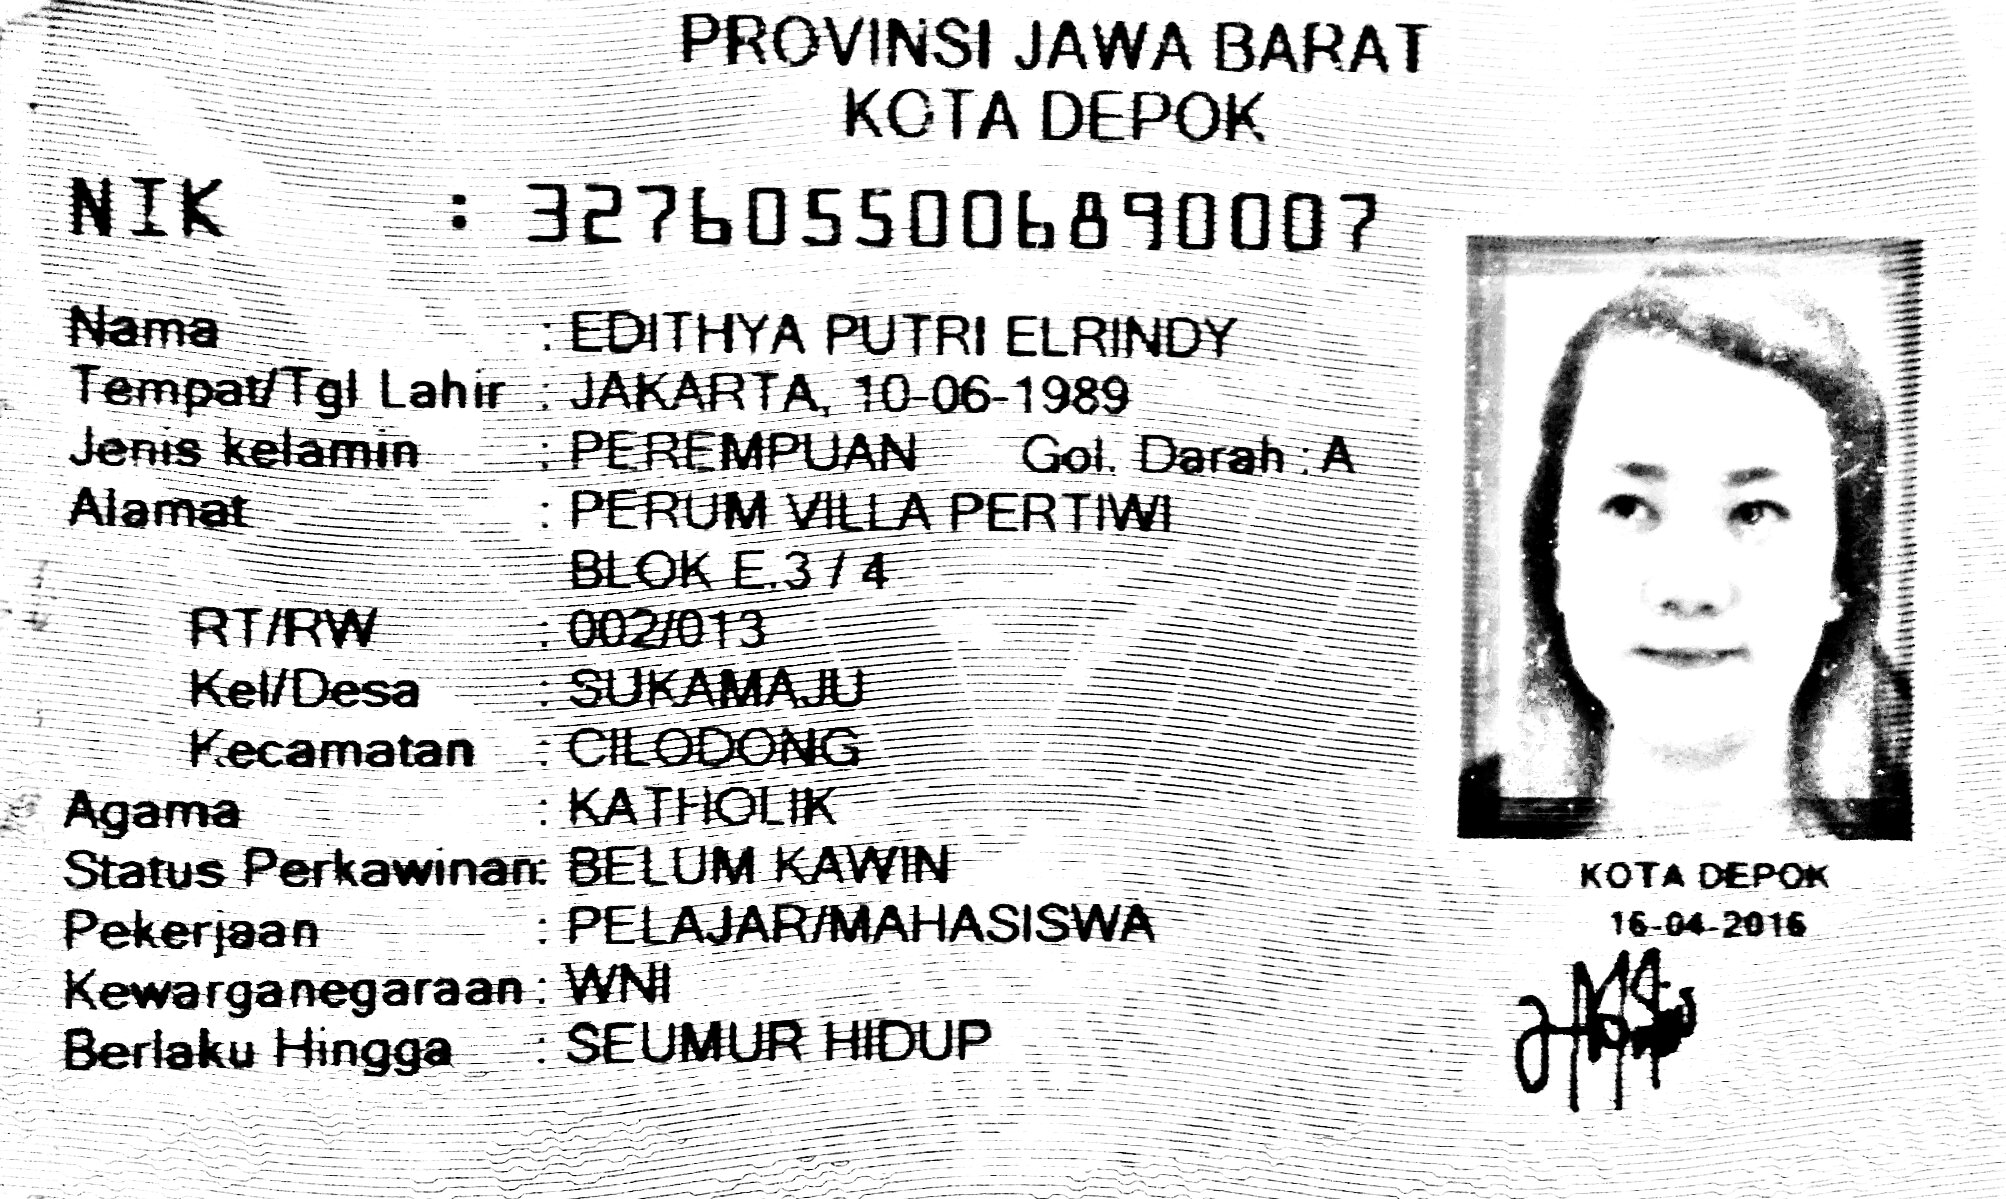 PROVINSI JAWA BARAT
KOTA DEPOK
NIK : 3276055006890007
Nama : EDITHYA PUTRI ELRINDY
Tempat/Tgl Lahir : JAKARTA, 10-06-1989
Jenis kelamin : PEREMPUAN Gol. Darah : A
Alamat : PERUM VILLA PERTIWI
BLOK E.3 / 4
RT/RW : 002/013
Kel/Desa : SUKAMAJU
Kecamatan : CILODONG
Agama : KATHOLIK
Status Perkawinan: BELUM KAWIN
Pekerjaan : PELAJAR/MAHASISWA
Kewarganegaraan : WNI
Berlaku Hingga : SEUMUR HIDUP
KOTA DEPOK
16-04-2016